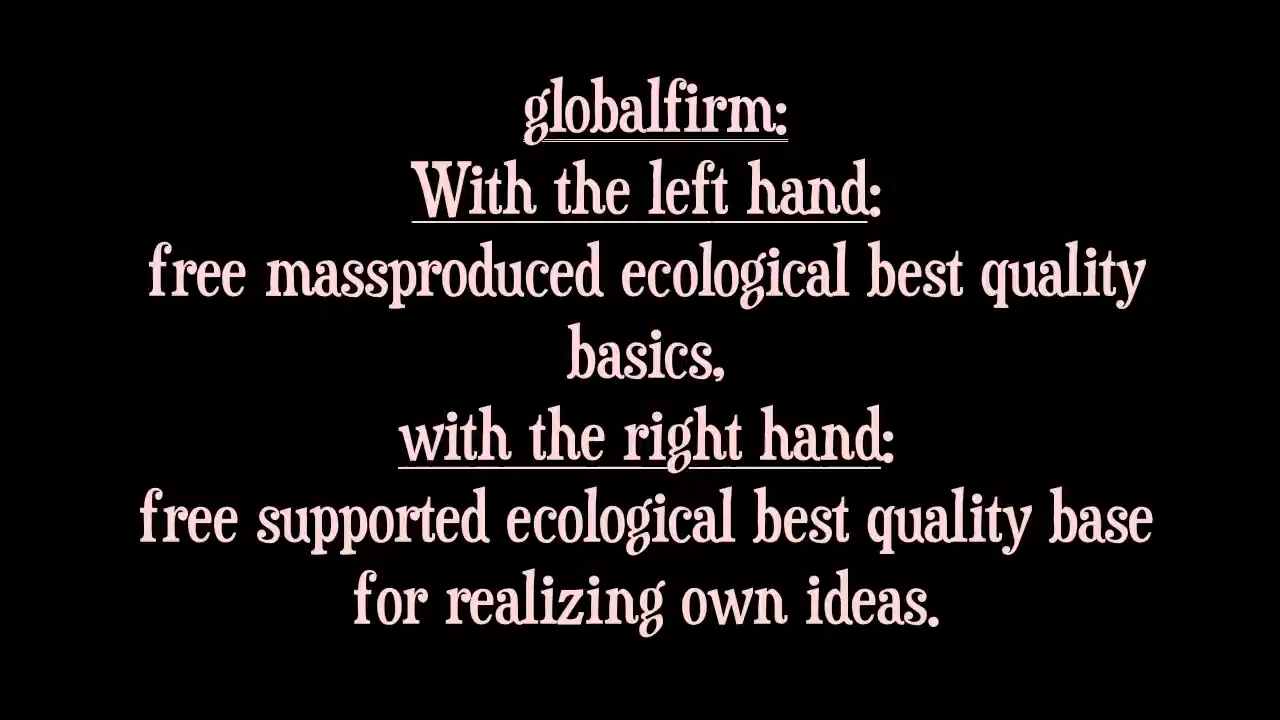 globalfirm:
With the left hand:
free massproduced ecological best quality
basics,
with the right hand:
free supported ecological best quality base
for realizing own ideas.